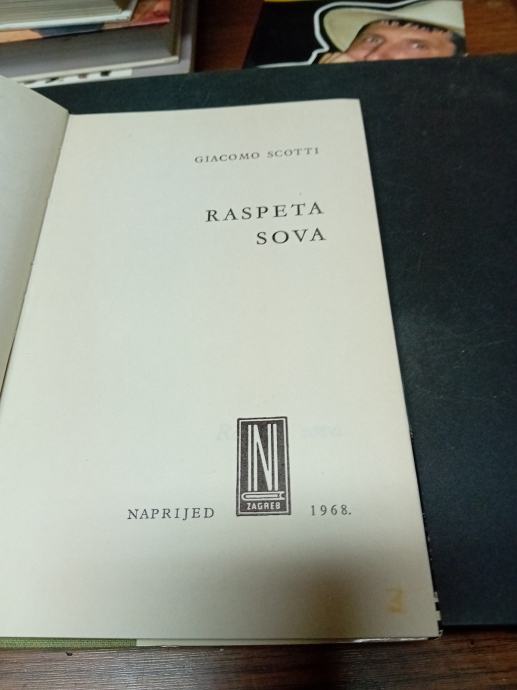 GIACOMO SCOTTI
RASPETA
SOVA
N
ZAGREB
NAPRIJED 1968.